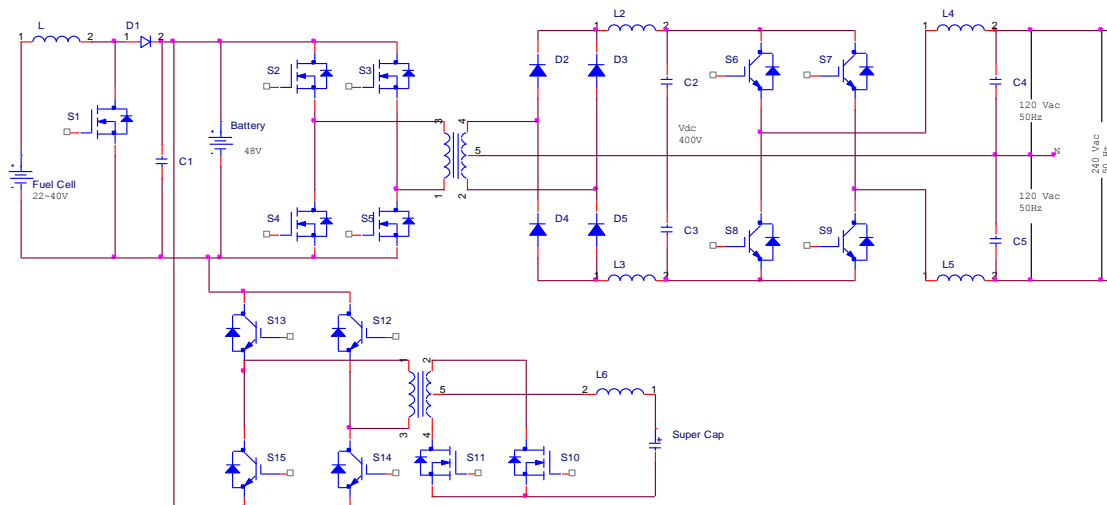 L
1
2
D1
1
2
S1
Fuel Cell
22~40V
C1
Battery
48V
S2
S3
S4
S5
3
4
5
1
2
D2
D3
D4
D5
L2
1
2
C2
C3
L3
1
2
Vdc
400V
S6
S7
S8
S9
L4
1
2
C4
120 Vac
50Hz
N
120 Vac
50Hz
C5
L5
1
2
240 Vac
50 Hz
S13
S12
S15
S14
1
2
5
3
4
S11
S10
L6
2
1
Super Cap